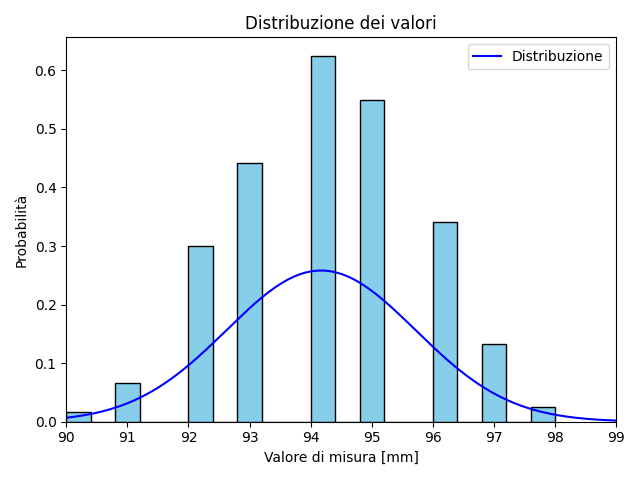 Distribuzione dei valori
Distribuzione
Probabilità
0.6
0.5
0.4
0.3
0.2
0.1
0.0
90 91 92 93 94 95 96 97 98 99
Valore di misura [mm]